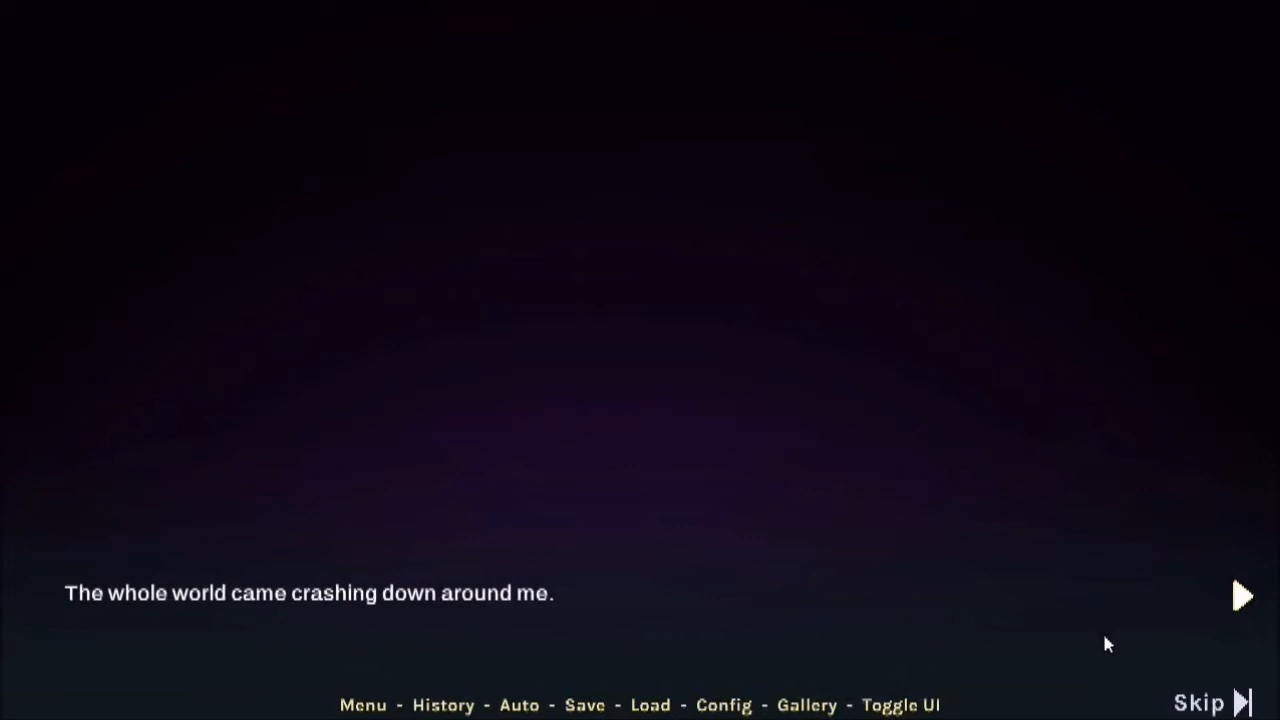 The whole world came crashing down around me.
Menu - History - Auto - Save - Load - Config - Gallery - Toggle UI
Skip